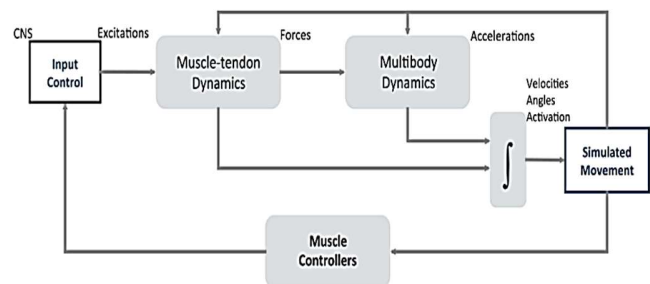 CNS
Excitations
Forces
Accelerations
Input
Control
Muscle-tendon
Dynamics
Multibody
Dynamics
Velocities
Angles
Activation
∫
Simulated
Movement
Muscle
Controllers